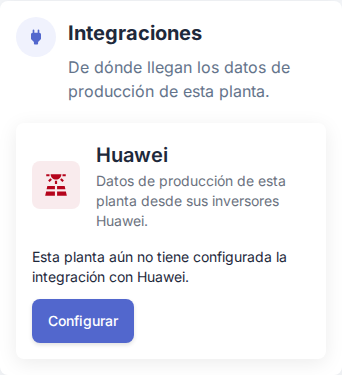 Integraciones
De dónde llegan los datos de
producción de esta planta.
Huawei
Datos de producción de esta
planta desde sus inversores
Huawei.
Esta planta aún no tiene configurada la
integración con Huawei.
Configurar